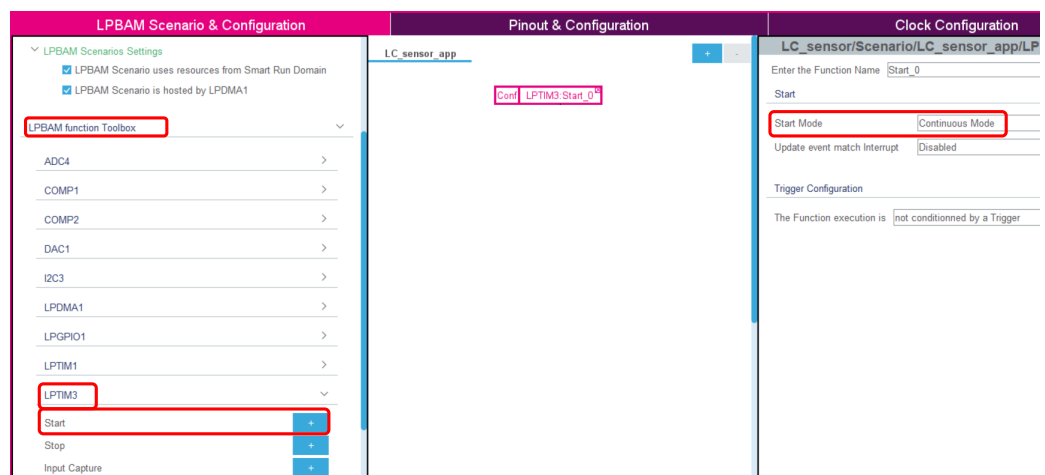 LPBAM Scenario & Configuration
Pinout & Configuration
Clock Configuration
LPBAM Scenarios Settings
LPBAM Scenario uses resources from Smart Run Domain
LPBAM Scenario is hosted by LPDMA1
LPBAM function Toolbox
ADC4
COMP1
COMP2
DAC1
I2C3
LPDMA1
LPGPIO1
LPTIM1
LPTIM3
Start
+
Stop
+
Input Capture
+
LC_sensor_app
+
-
Conf LPTIM3:Start_0
LC_sensor/Scenario/LC_sensor_app/LP
Enter the Function Name Start_0
Start
Start Mode Continuous Mode
Update event match Interrupt Disabled
Trigger Configuration
The Function execution is not conditionned by a Trigger